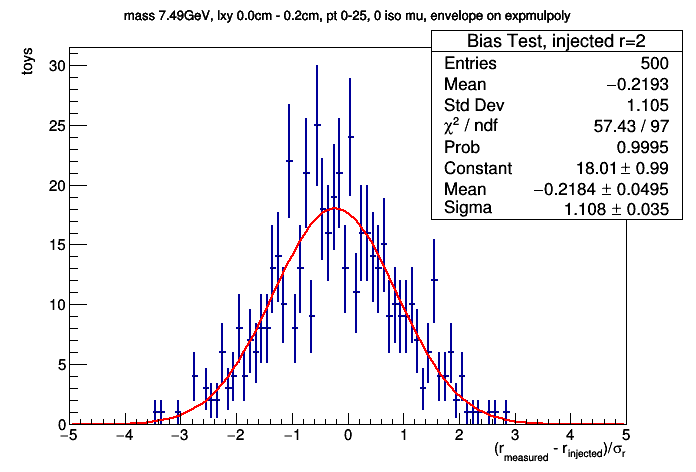 mass 7.49GeV, lxy 0.0cm - 0.2cm, pt 0-25, 0 iso mu, envelope on expmulpoly
Bias Test, injected r=2
Entries 500
Mean −0.2193
Std Dev 1.105
χ² / ndf 57.43 / 97
Prob 0.9995
Constant 18.01 ± 0.99
Mean −0.2184 ± 0.0495
Sigma 1.108 ± 0.035
toys
30
25
20
15
10
5
0
−5 −4 −3 −2 −1 0 1 2 3 4 5
(r_measured - r_injected)/σ_r